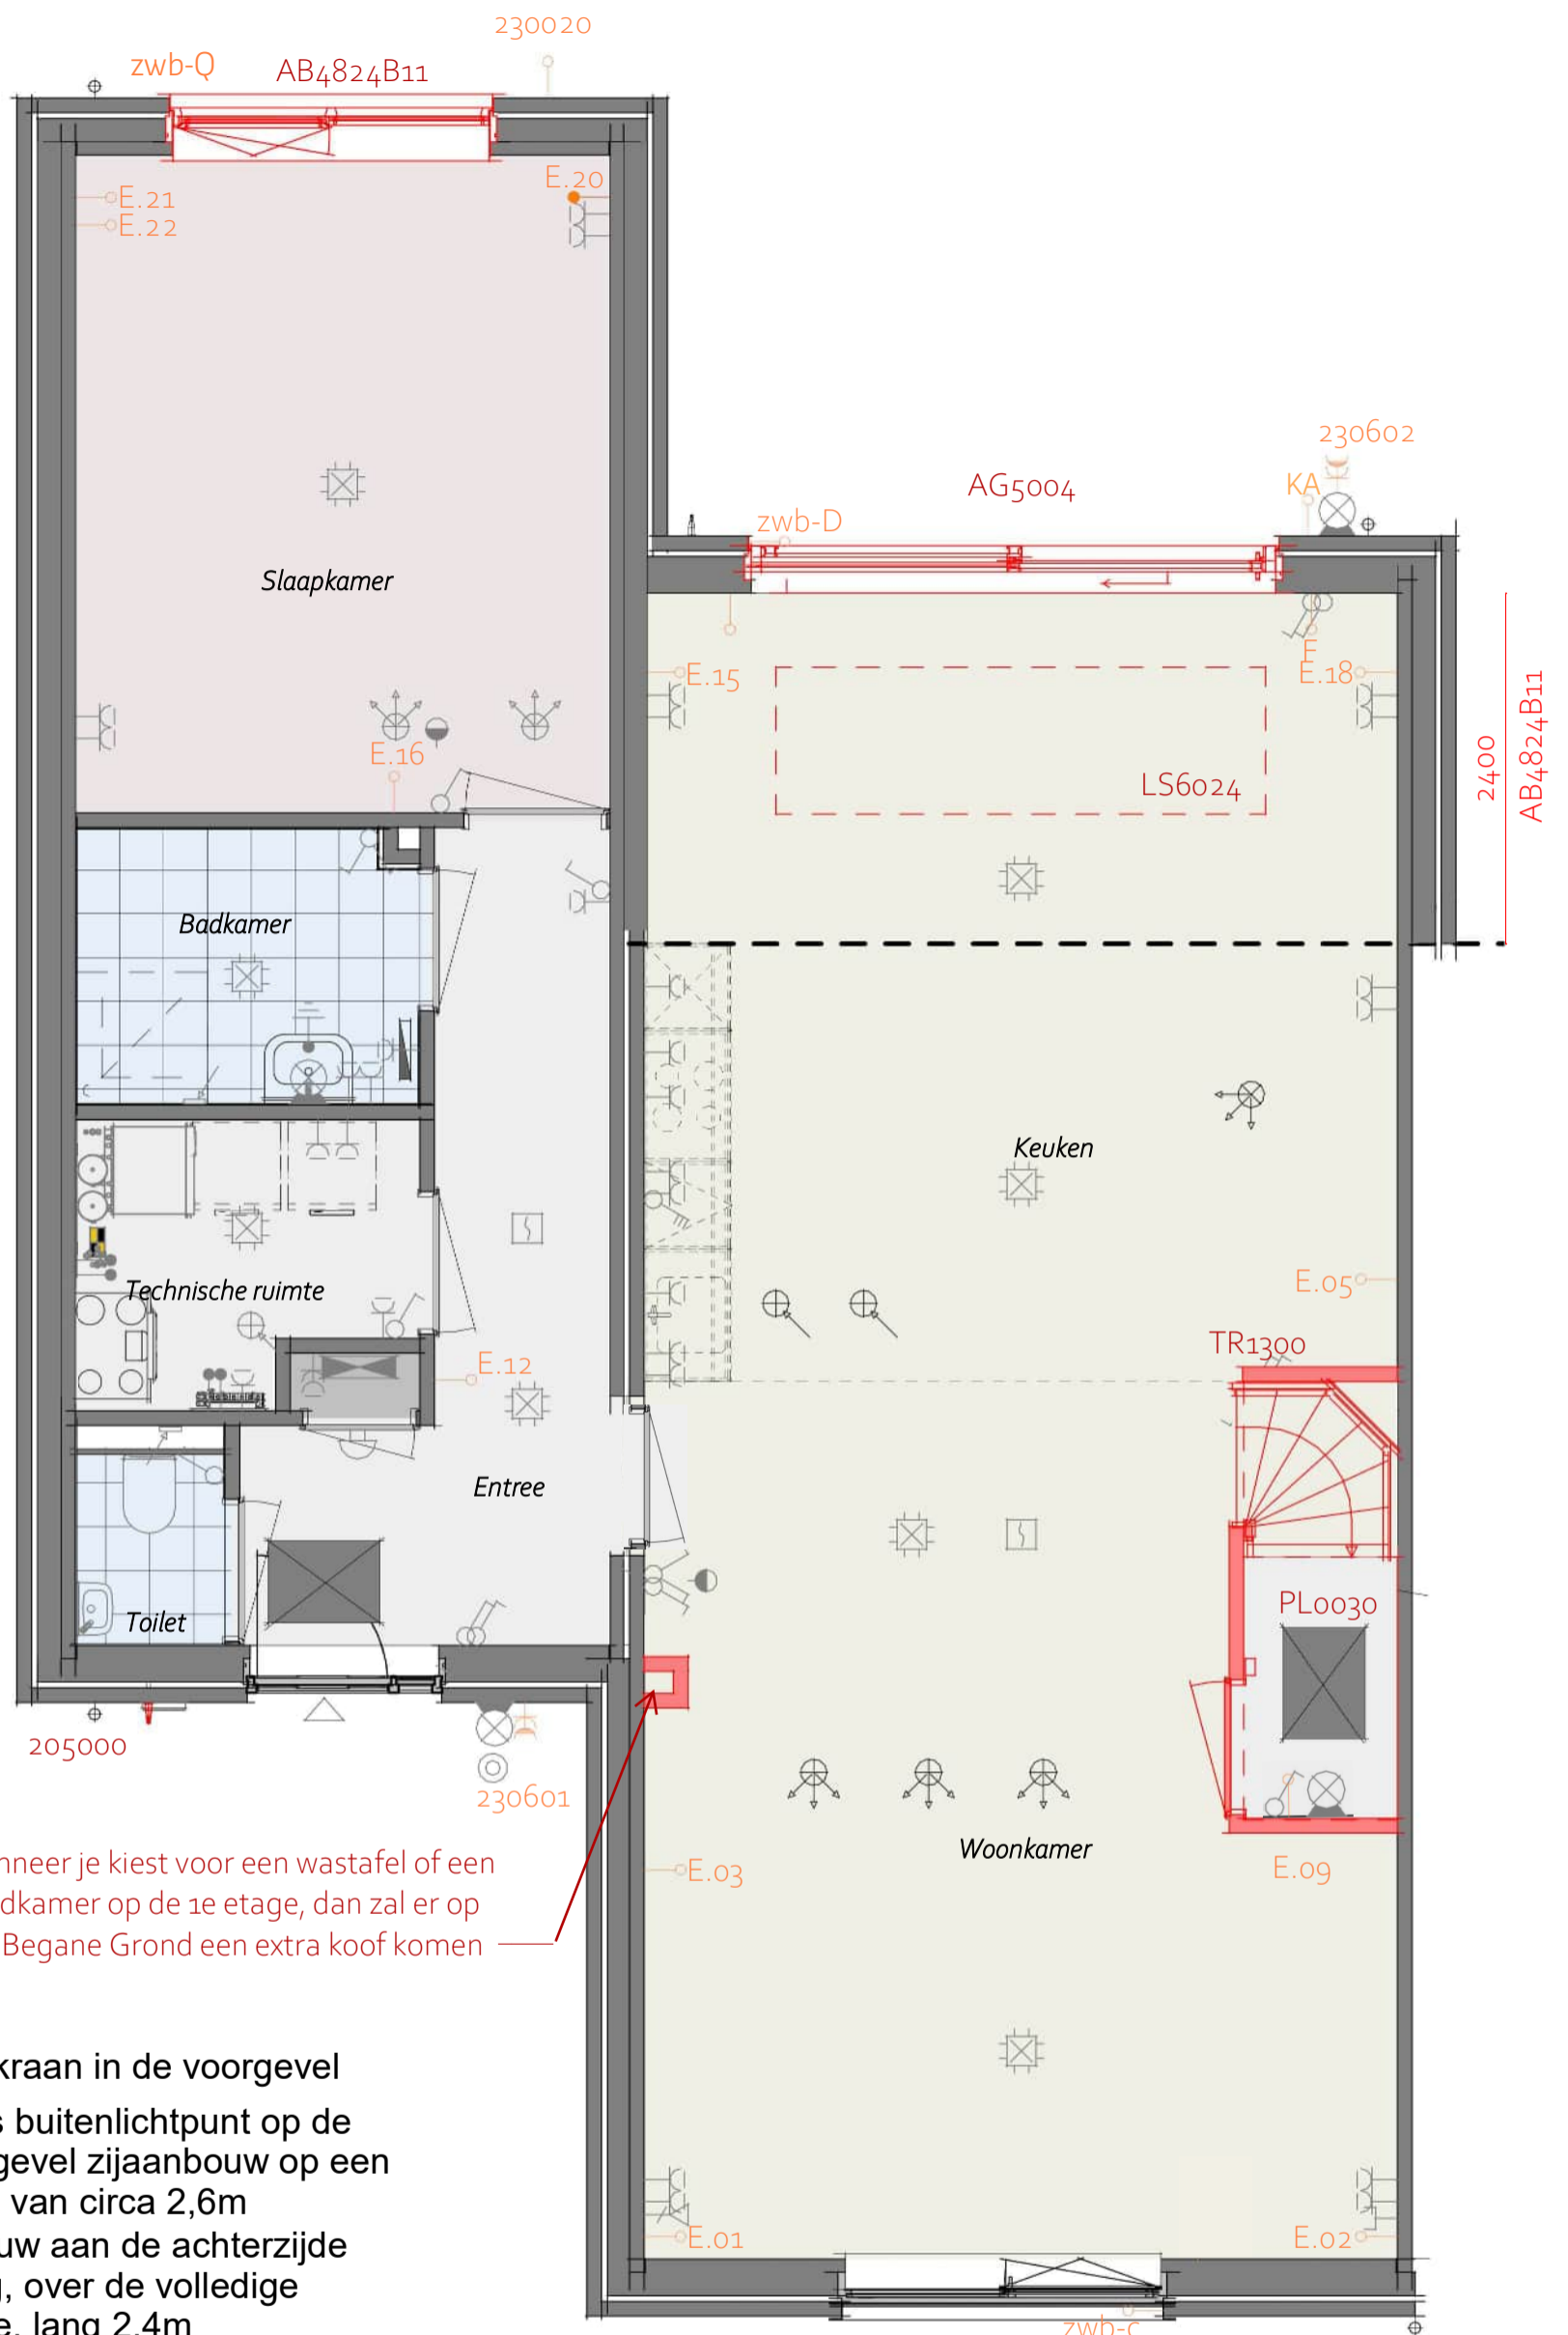 230020
zwb-Q
AB4824B11
E.21
E.22
E.20
230602
AG5004
KA
zwb-D
Slaapkamer
E.15
F
E.18
LS6024
2400
AB4824B11
E.16
Badkamer
Keuken
Technische ruimte
E.05
TR1300
E.12
Entree
PL0030
Toilet
205000
230601
Woonkamer
E.03
E.09
je kiest voor een wastafel of een
op de 1e etage, dan zal er op
Begane Grond een extra koof komen
kraan in de voorgevel
buitenlichtpunt op de
gevel zijaanbouw op een
van circa 2,6m
uw aan de achterzijde
, over de volledige
lang 2,4m
E.01
E.02
zwb-c